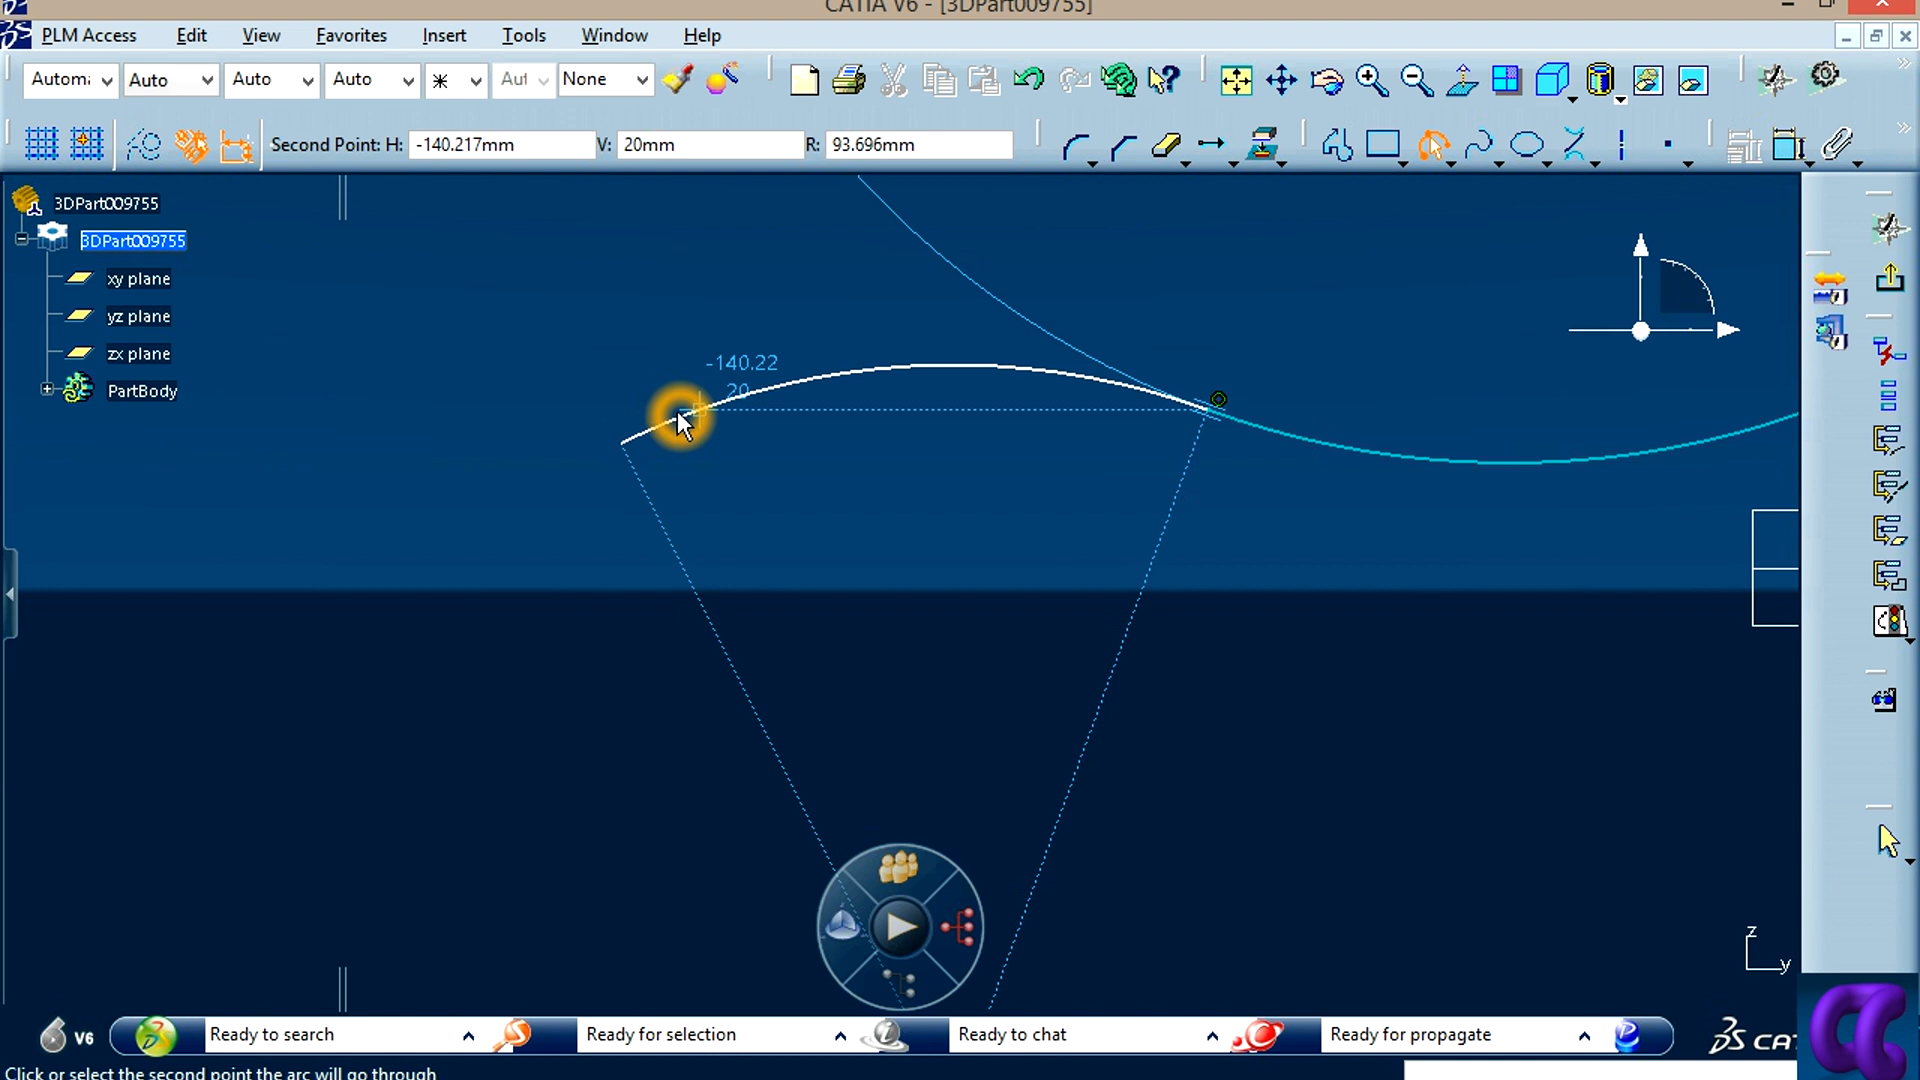 CATIA V6 - [3DPart009755]
PLM Access Edit View Favorites Insert Tools Window Help
Automa Auto Auto Auto Aut None
Second Point: H: -140.217mm V: 20mm R: 93.696mm
3DPart009755
3DPart009755
xy plane
yz plane
zx plane
PartBody
-140.22
20
z
y
V6 Ready to search Ready for selection Ready to chat Ready for propagate CA
Click or select the second point the arc will go through